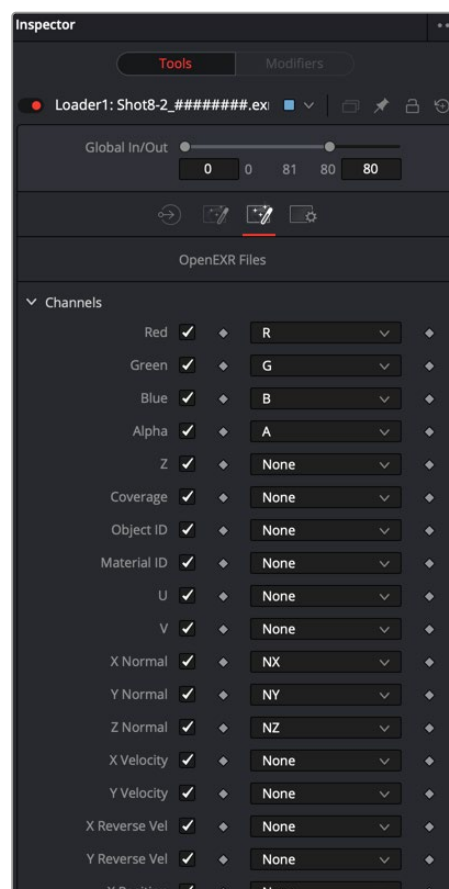 Inspector
Tools Modifiers
Loader1: Shot8-2_########.ex
Global In/Out
0 0 81 80 80
OpenEXR Files
Channels
Red R
Green G
Blue B
Alpha A
Z None
Coverage None
Object ID None
Material ID None
U None
V None
X Normal NX
Y Normal NY
Z Normal NZ
X Velocity None
Y Velocity None
X Reverse Vel None
Y Reverse Vel None